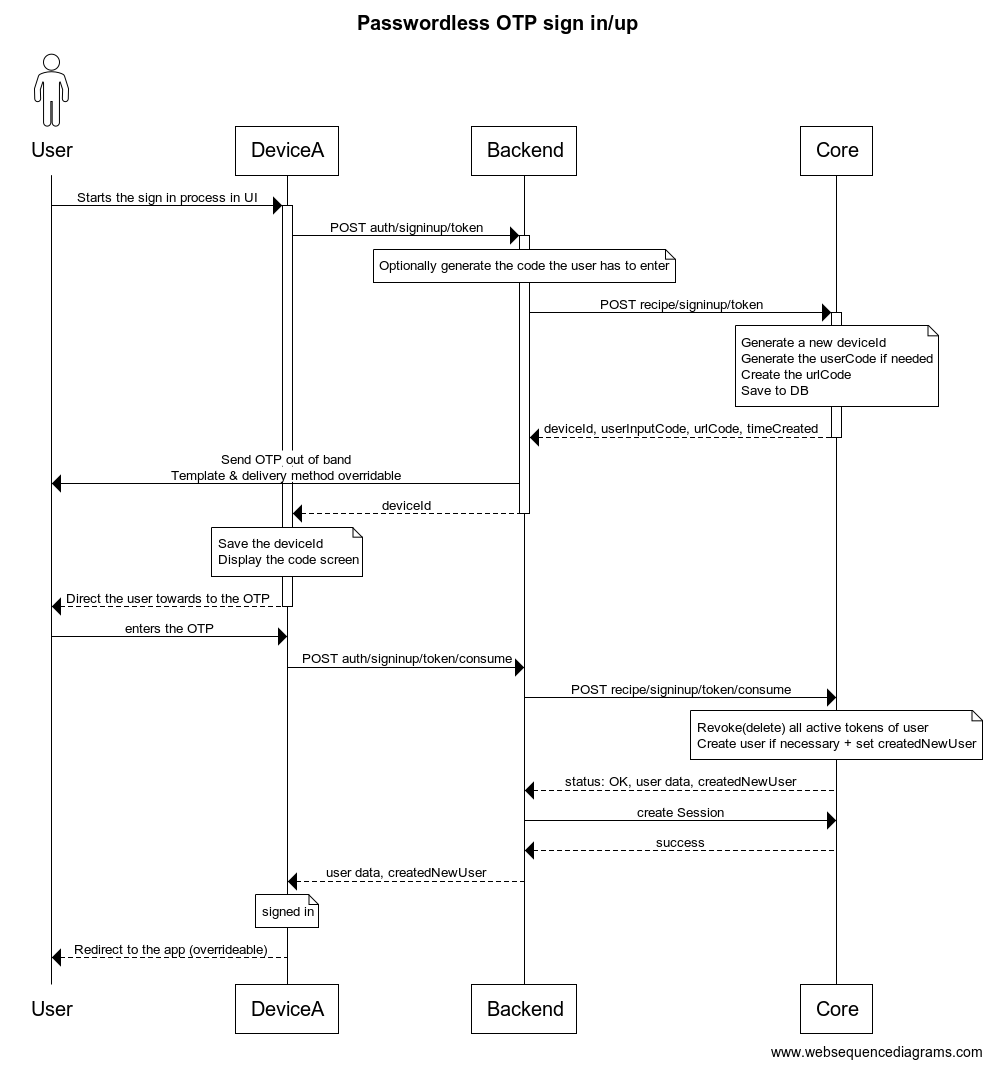 Passwordless OTP sign in/up
User
DeviceA
Backend
Core
Starts the sign in process in UI
POST auth/signinup/token
Optionally generate the code the user has to enter
POST recipe/signinup/token
Generate a new deviceId
Generate the userCode if needed
Create the urlCode
Save to DB
deviceId, userInputCode, urlCode, timeCreated
Send OTP out of band
Template & delivery method overridable
deviceId
Save the deviceId
Display the code screen
Direct the user towards to the OTP
enters the OTP
POST auth/signinup/token/consume
POST recipe/signinup/token/consume
Revoke(delete) all active tokens of user
Create user if necessary + set createdNewUser
status: OK, user data, createdNewUser
create Session
success
user data, createdNewUser
signed in
Redirect to the app (overrideable)
User
DeviceA
Backend
Core
www.websequencediagrams.com